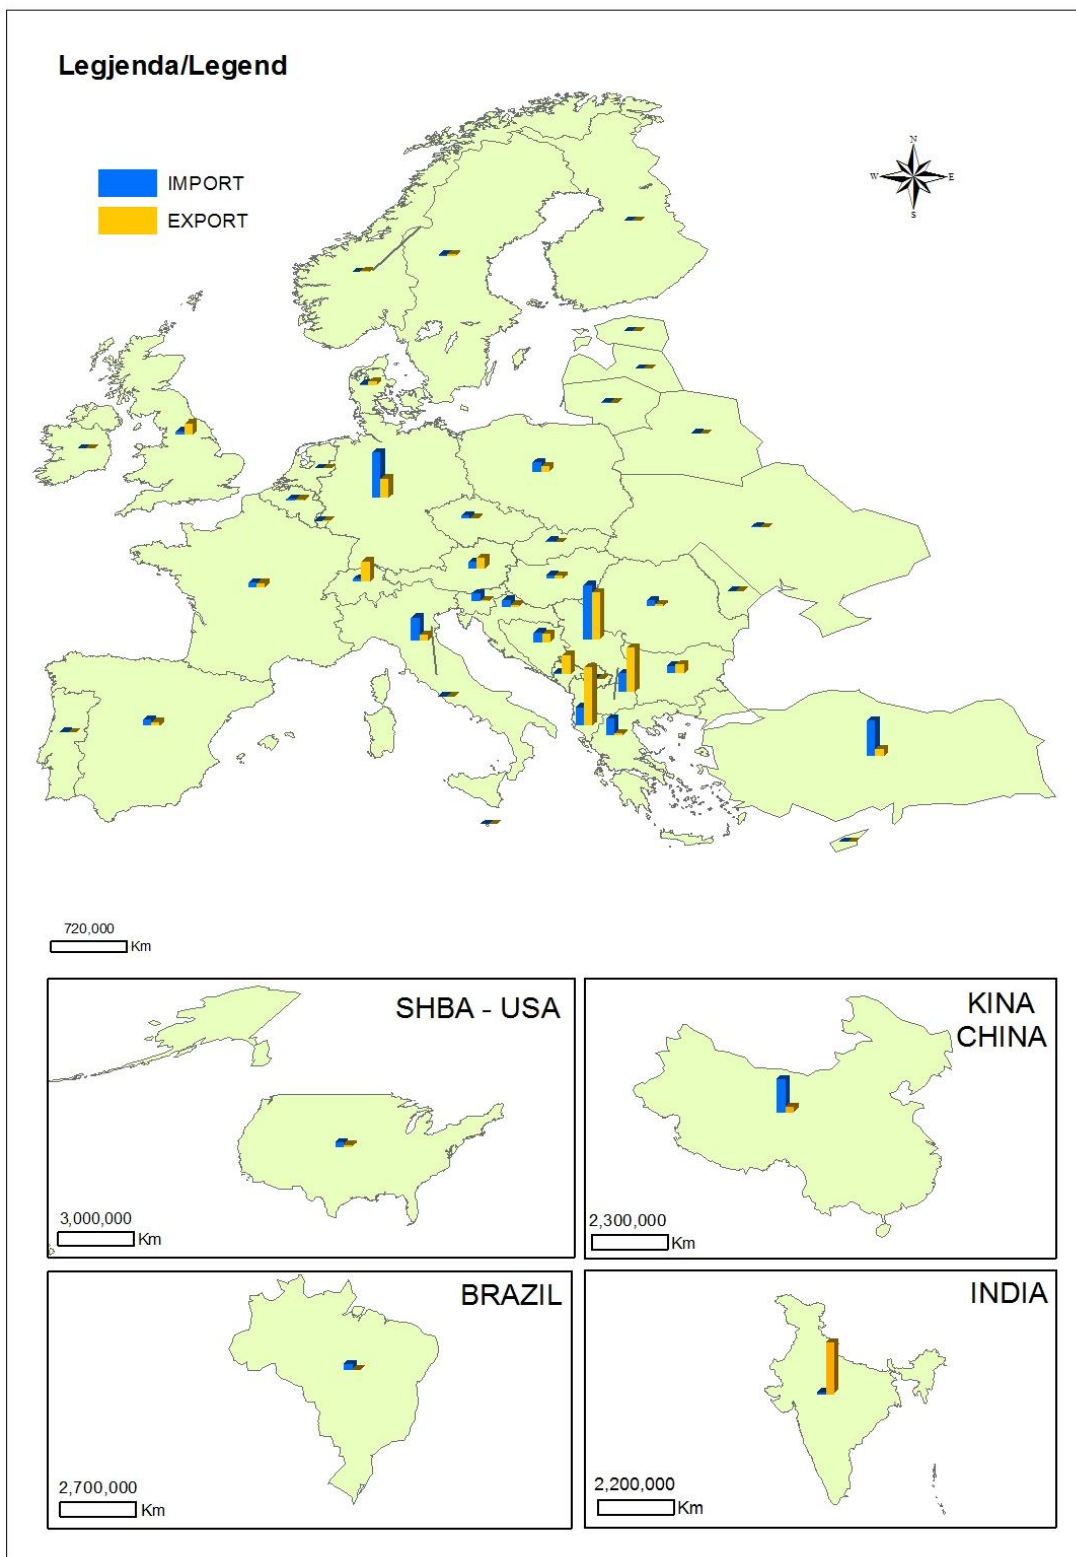 Legjenda/Legend
N
W E
S
IMPORT
EXPORT
720,000
Km
SHBA - USA
3,000,000
Km
KINA
CHINA
2,300,000
Km
BRAZIL
2,700,000
Km
INDIA
2,200,000
Km